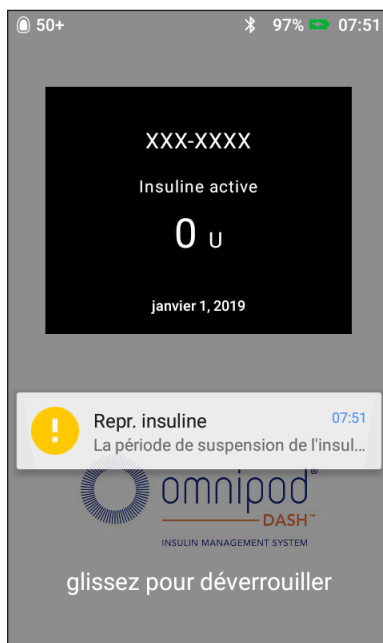 50+ 97% 07:51
XXX-XXXX
Insuline active
0 U
janvier 1, 2019
Repr. insuline 07:51
La période de suspension de l'insul...
omnipod®
DASH™
INSULIN MANAGEMENT SYSTEM
glissez pour déverrouiller